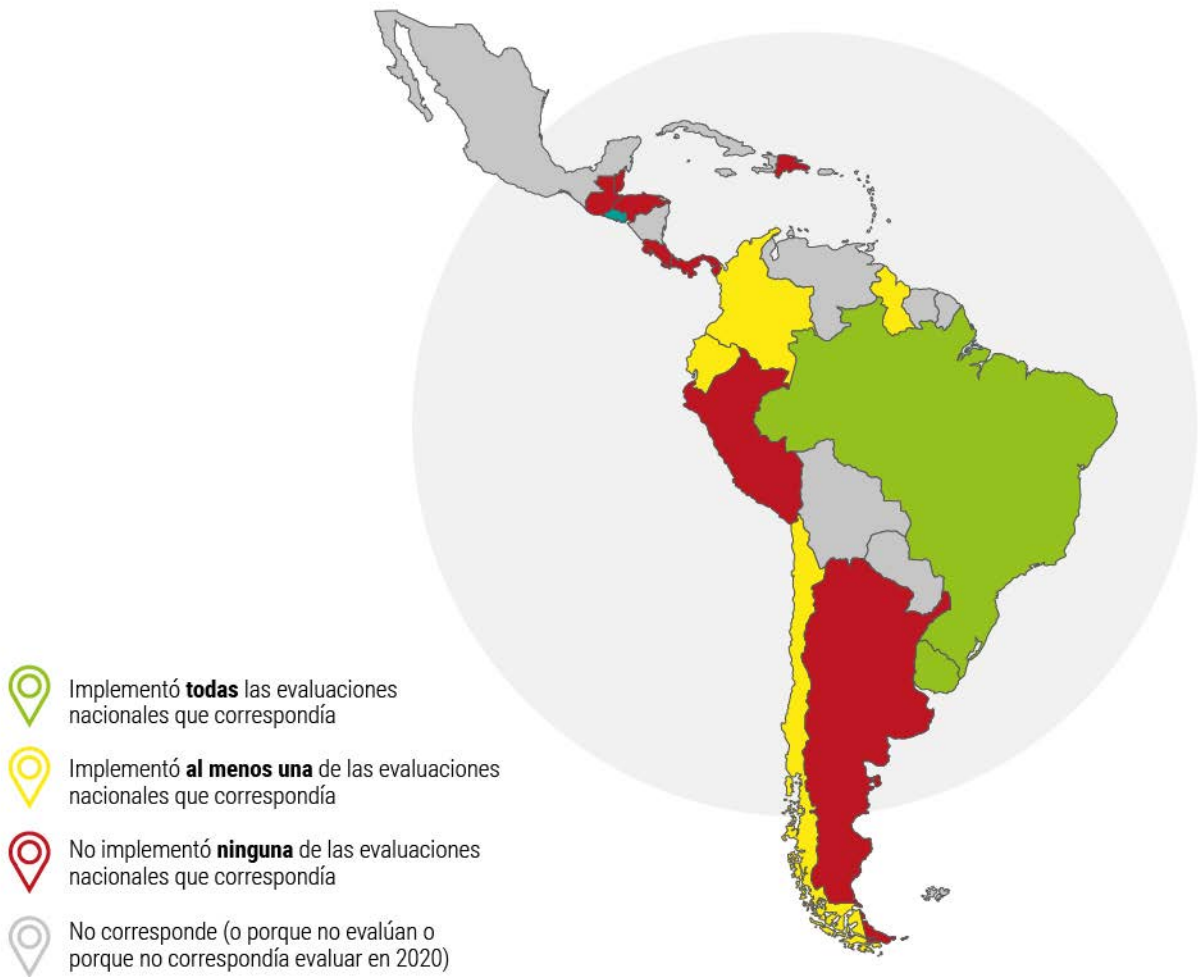 Implementó todas las evaluaciones
nacionales que correspondía
Implementó al menos una de las evaluaciones
nacionales que correspondía
No implementó ninguna de las evaluaciones
nacionales que correspondía
No corresponde (o porque no evalúan o
porque no correspondía evaluar en 2020)